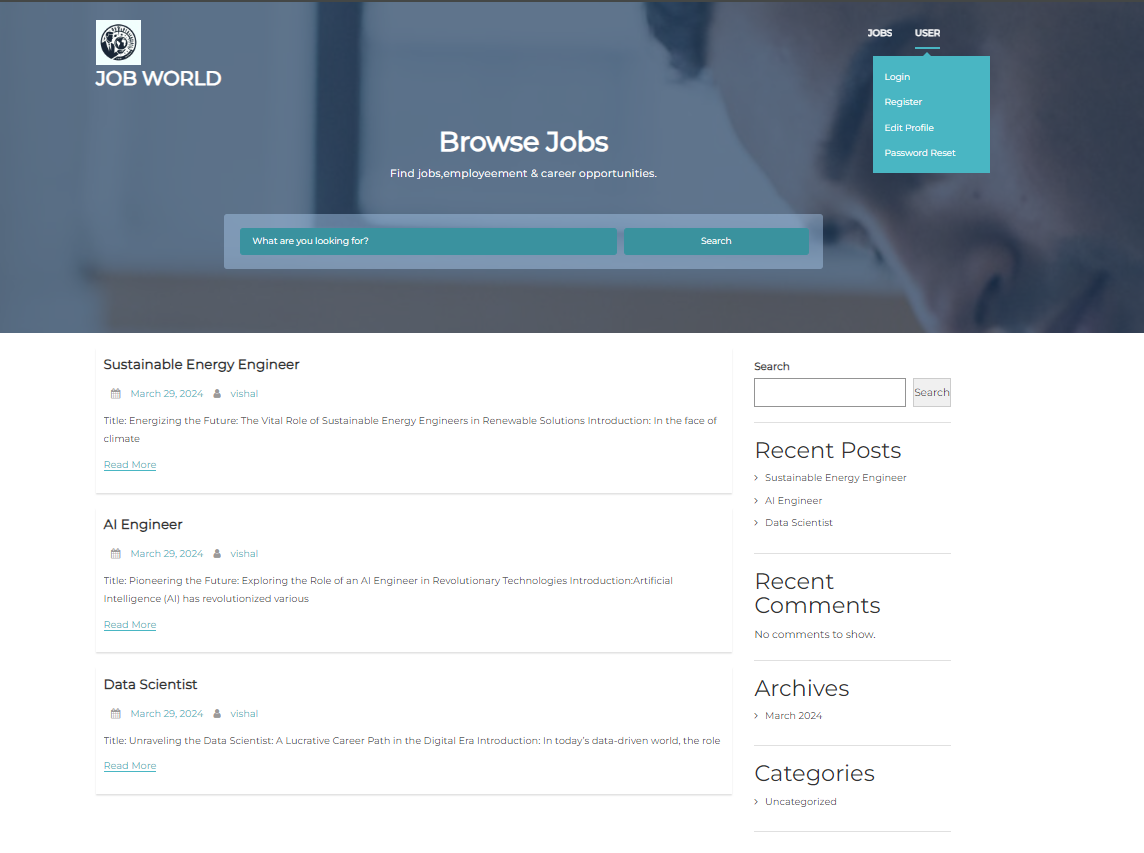 JOB WORLD
JOBS
USER
Login
Register
Edit Profile
Password Reset
Browse Jobs
Find jobs,employeement & career opportunities.
What are you looking for?
Search
Sustainable Energy Engineer
March 29, 2024 vishal
Title: Energizing the Future: The Vital Role of Sustainable Energy Engineers in Renewable Solutions Introduction: In the face of
climate
Read More
AI Engineer
March 29, 2024 vishal
Title: Pioneering the Future: Exploring the Role of an AI Engineer in Revolutionary Technologies Introduction:Artificial
Intelligence (AI) has revolutionized various
Read More
Data Scientist
March 29, 2024 vishal
Title: Unraveling the Data Scientist: A Lucrative Career Path in the Digital Era Introduction: In today's data-driven world, the role
Read More
Search
Search
Recent Posts
Sustainable Energy Engineer
AI Engineer
Data Scientist
Recent
Comments
No comments to show.
Archives
March 2024
Categories
Uncategorized